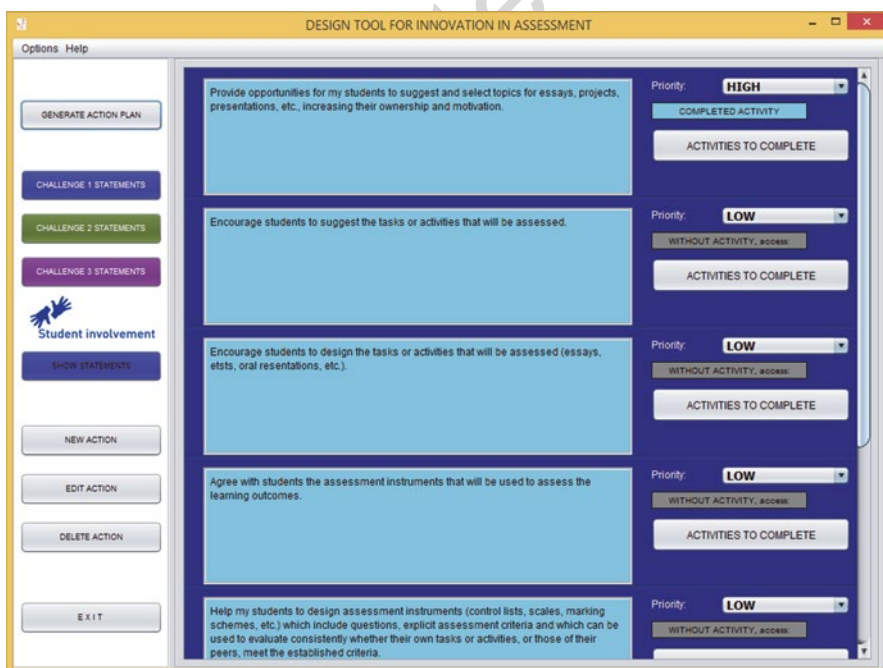 DESIGN TOOL FOR INNOVATION IN ASSESSMENT
Options Help
GENERATE ACTION PLAN
CHALLENGE 1 STATEMENTS
CHALLENGE 2 STATEMENTS
CHALLENGE 3 STATEMENTS
Student involvement
SHOW STATEMENTS
NEW ACTION
EDIT ACTION
DELETE ACTION
EXIT
Provide opportunities for my students to suggest and select topics for essays, projects,
presentations, etc., increasing their ownership and motivation.
Priority: HIGH
COMPLETED ACTIVITY
ACTIVITIES TO COMPLETE
Encourage students to suggest the tasks or activities that will be assessed.
Priority: LOW
WITHOUT ACTIVITY, access:
ACTIVITIES TO COMPLETE
Encourage students to design the tasks or activities that will be assessed (essays,
etsts, oral resentations, etc.).
Priority: LOW
WITHOUT ACTIVITY, access:
ACTIVITIES TO COMPLETE
Agree with students the assessment instruments that will be used to assess the
learning outcomes.
Priority: LOW
WITHOUT ACTIVITY, access:
ACTIVITIES TO COMPLETE
Help my students to design assessment instruments (control lists, scales, marking
schemes, etc.) which include questions, explicit assessment criteria and which can be
used to evaluate consistently whether their own tasks or activities, or those of their
peers, meet the established criteria.
Priority: LOW
WITHOUT ACTIVITY, access: